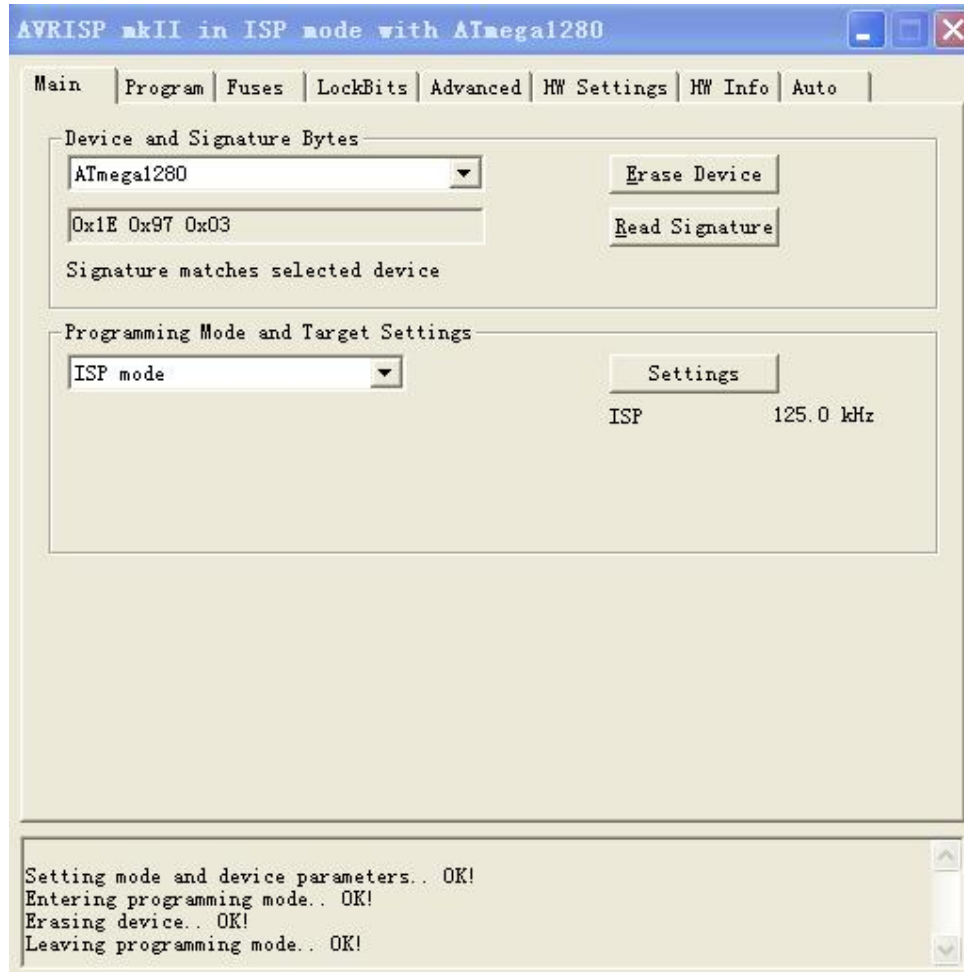 AVRISP mkII in ISP mode with ATmega1280
Main Program Fuses LockBits Advanced HW Settings HW Info Auto
Device and Signature Bytes
ATmega1280 Erase Device
0x1E 0x97 0x03 Read Signature
Signature matches selected device
Programming Mode and Target Settings
ISP mode Settings
ISP 125.0 kHz
Setting mode and device parameters.. OK!
Entering programming mode.. OK!
Erasing device.. OK!
Leaving programming mode.. OK!